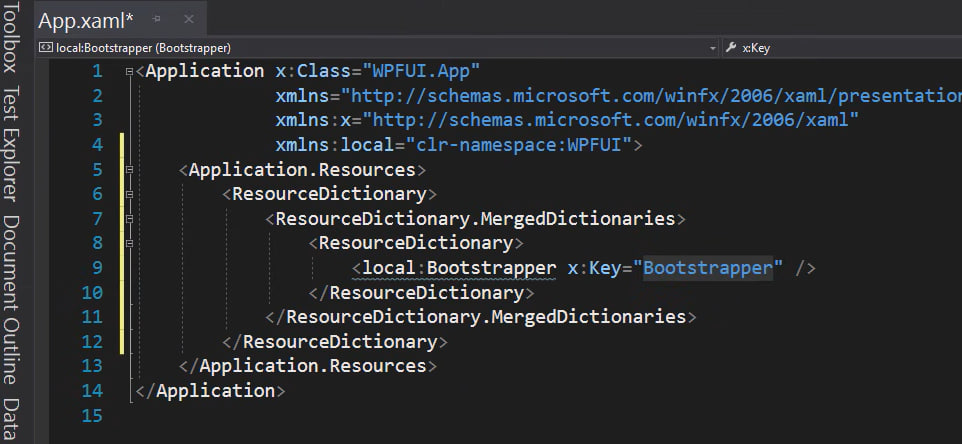 App.xaml*
local:Bootstrapper (Bootstrapper)
x:Key
Toolbox
Test Explorer
Document Outline
Data
1 <Application x:Class="WPFUI.App"
2 xmlns="http://schemas.microsoft.com/winfx/2006/xaml/presentation
3 xmlns:x="http://schemas.microsoft.com/winfx/2006/xaml"
4 xmlns:local="clr-namespace:WPFUI">
5 <Application.Resources>
6 <ResourceDictionary>
7 <ResourceDictionary.MergedDictionaries>
8 <ResourceDictionary>
9 <local:Bootstrapper x:Key="Bootstrapper" />
10 </ResourceDictionary>
11 </ResourceDictionary.MergedDictionaries>
12 </ResourceDictionary>
13 </Application.Resources>
14 </Application>
15